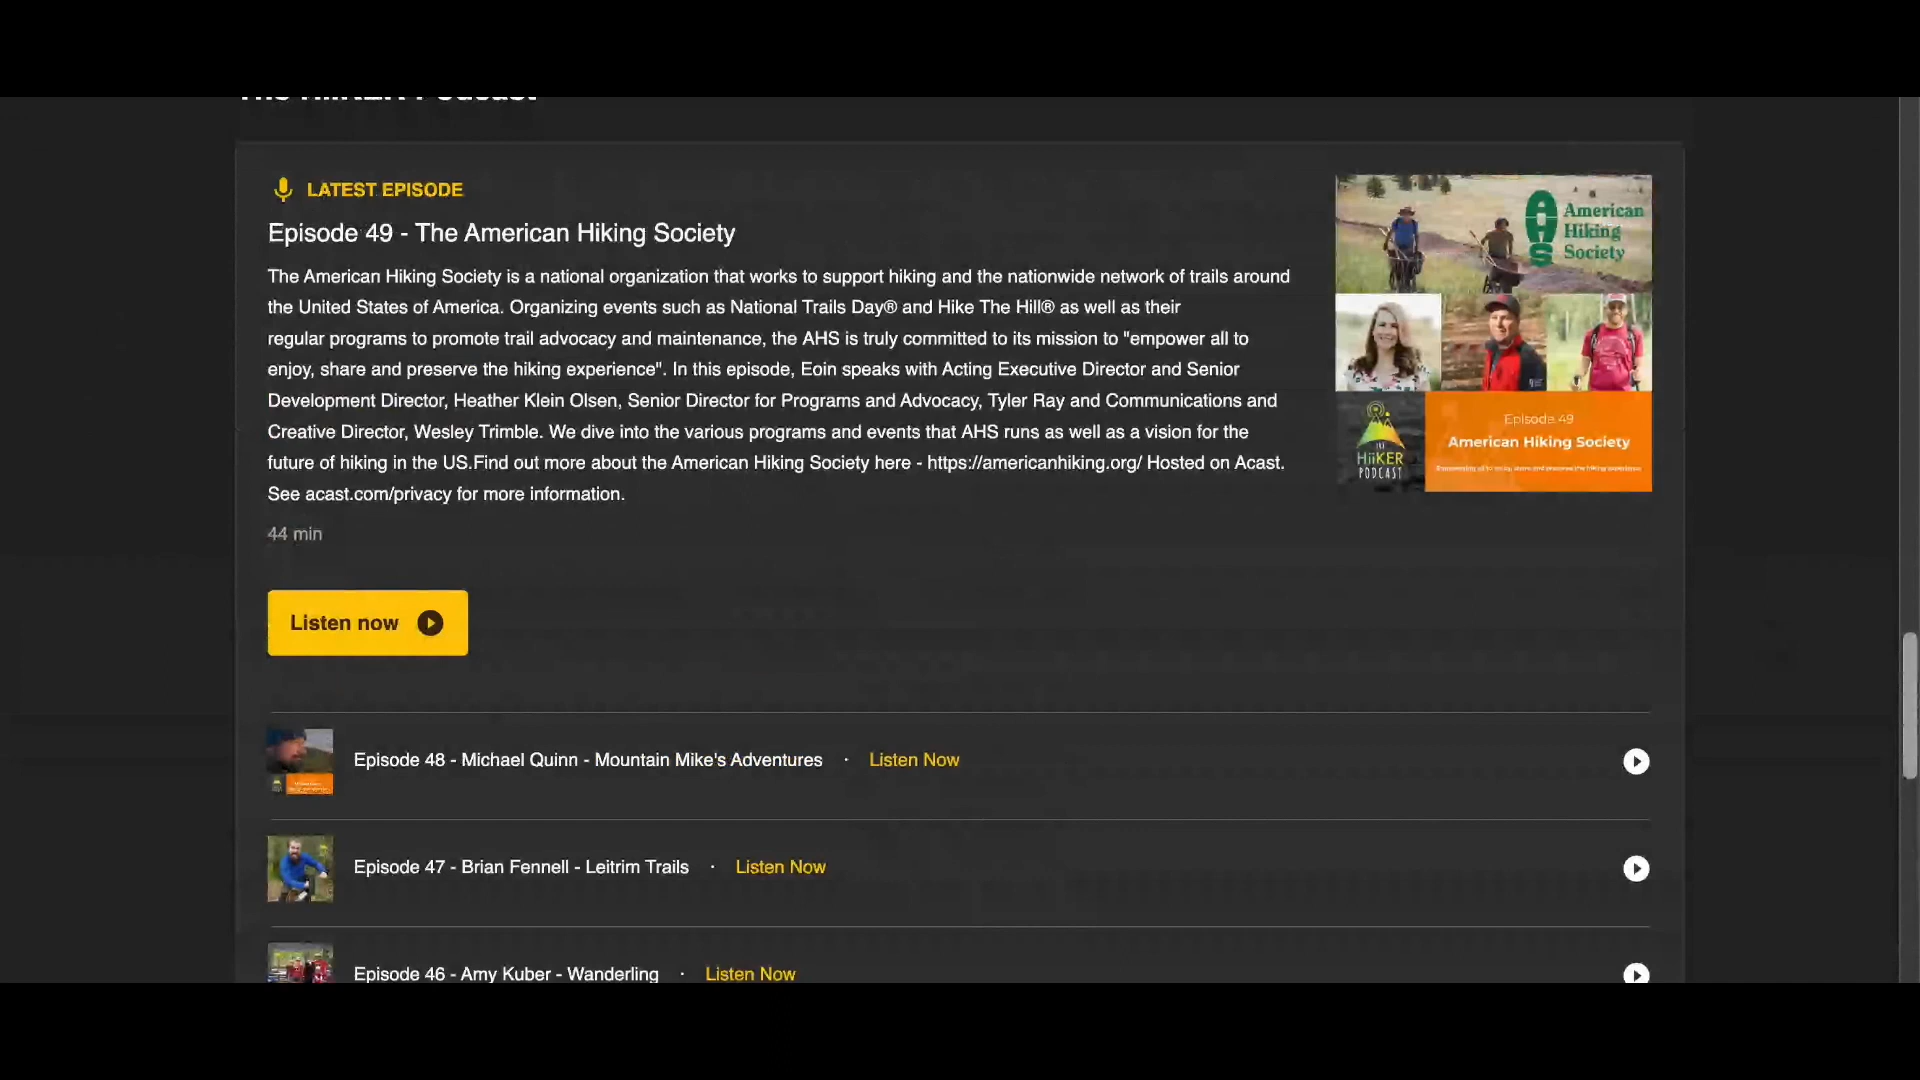 The HiiKER Podcast
LATEST EPISODE
Episode 49 - The American Hiking Society
The American Hiking Society is a national organization that works to support hiking and the nationwide network of trails around
the United States of America. Organizing events such as National Trails Day® and Hike The Hill® as well as their
regular programs to promote trail advocacy and maintenance, the AHS is truly committed to its mission to "empower all to
enjoy, share and preserve the hiking experience". In this episode, Eoin speaks with Acting Executive Director and Senior
Development Director, Heather Klein Olsen, Senior Director for Programs and Advocacy, Tyler Ray and Communications and
Creative Director, Wesley Trimble. We dive into the various programs and events that AHS runs as well as a vision for the
future of hiking in the US.Find out more about the American Hiking Society here - https://americanhiking.org/ Hosted on Acast.
See acast.com/privacy for more information.
44 min
AHS
American
Hiking
Society
THE
HiiKER
PODCAST
Episode 49
American Hiking Society
Listen now
Episode 48 - Michael Quinn - Mountain Mike's Adventures · Listen Now
Episode 47 - Brian Fennell - Leitrim Trails · Listen Now
Episode 46 - Amy Kuber - Wanderling · Listen Now